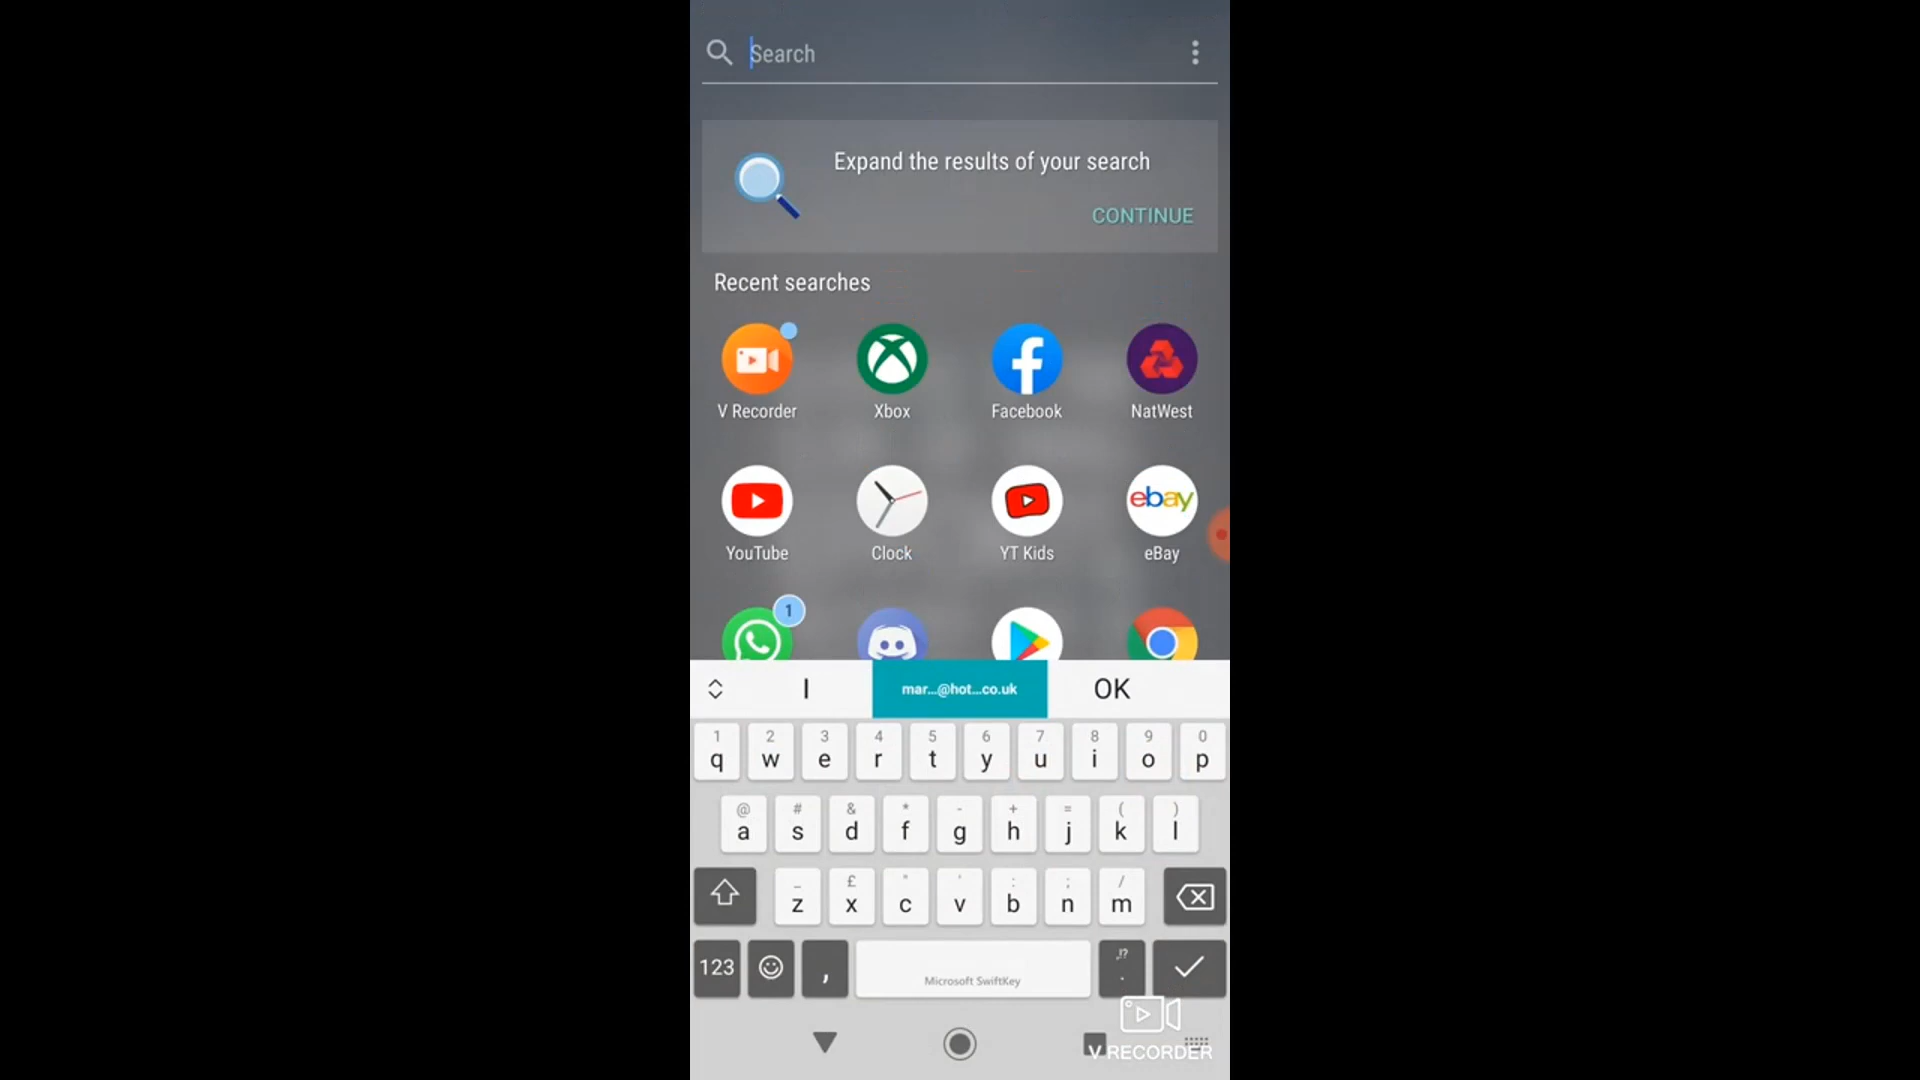 Search
Expand the results of your search
CONTINUE
Recent searches
V Recorder Xbox Facebook NatWest
ebay
YouTube Clock YT Kids eBay
1
I mar...@hot...co.uk OK
1 2 3 4 5 6 7 8 9 0
q w e r t y u i o p
@ # & * - + = ( )
a s d f g h j k l
_ £ " ' : ; /
z x c v b n m
,!?
123 , .
Microsoft SwiftKey
V RECORDER